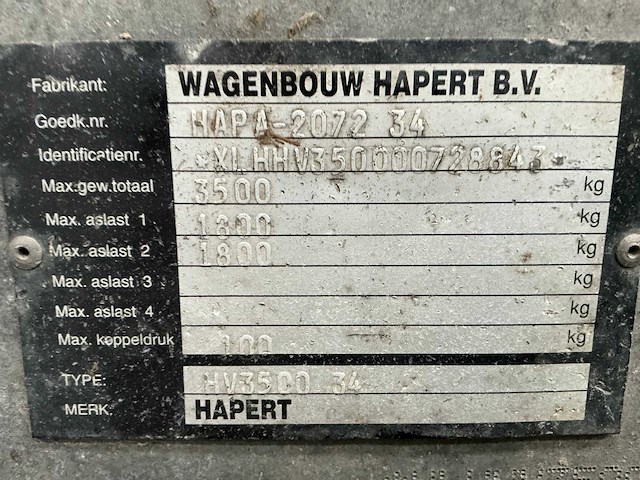 Fabrikant: WAGENBOUW HAPERT B.V.
Goedk.nr. HAPA-2072 34
Identificatienr. *XLHHV350000728843*
Max.gew.totaal 3500 kg
Max. aslast 1 1800 kg
Max. aslast 2 1800 kg
Max. aslast 3 kg
Max. aslast 4 kg
Max. koppeldruk 100 kg
TYPE: HV3500 34
MERK: HAPERT